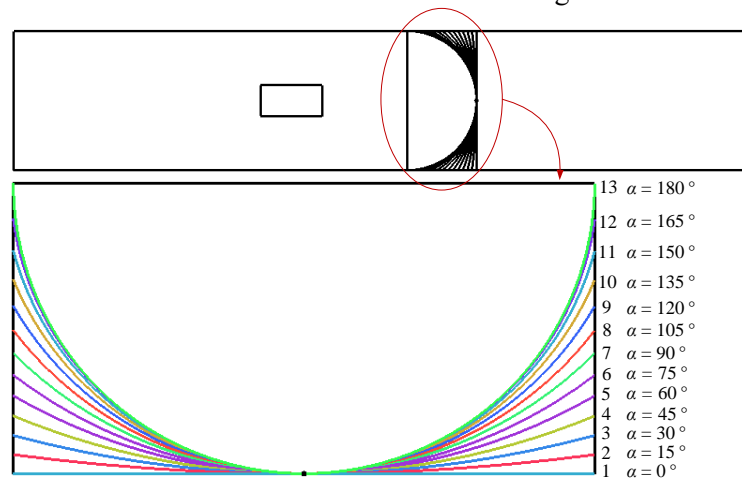 13 α = 180 °
12 α = 165 °
11 α = 150 °
10 α = 135 °
9 α = 120 °
8 α = 105 °
7 α = 90 °
6 α = 75 °
5 α = 60 °
4 α = 45 °
3 α = 30 °
2 α = 15 °
1 α = 0 °